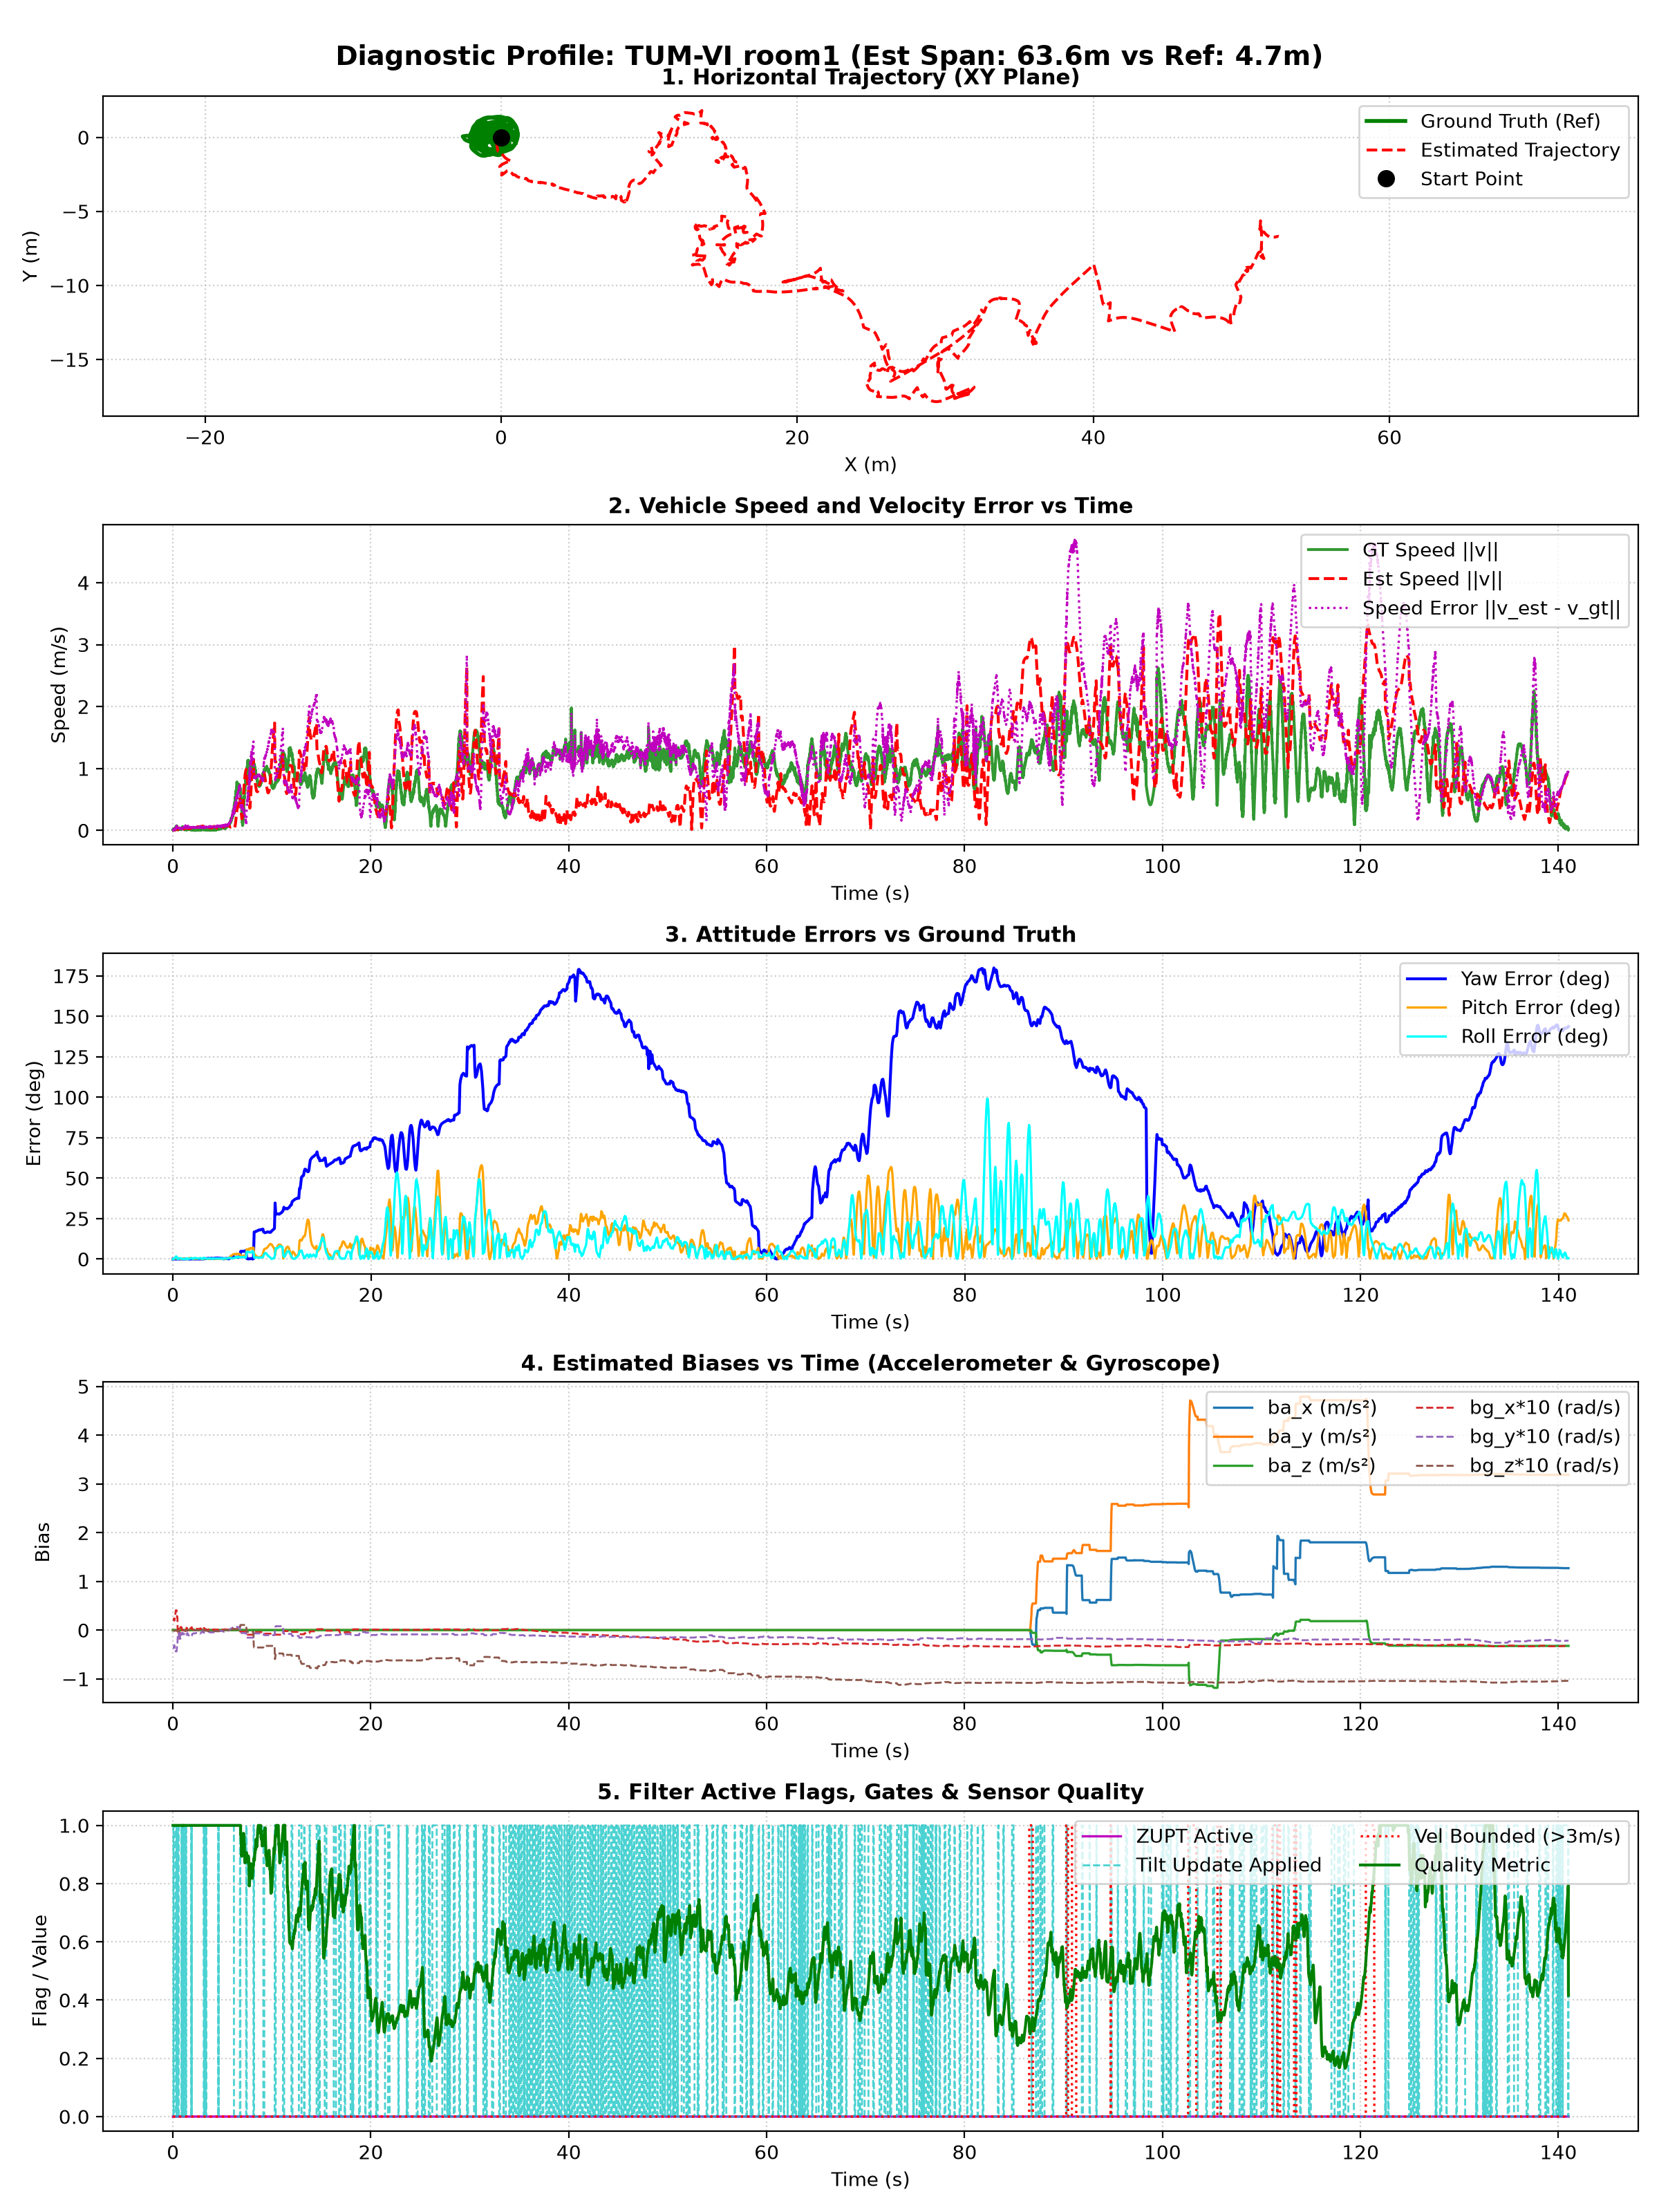 Diagnostic Profile: TUM-VI room1 (Est Span: 63.6m vs Ref: 4.7m)
1. Horizontal Trajectory (XY Plane)
Ground Truth (Ref)
Estimated Trajectory
Start Point
Y (m)
0
−5
−10
−15
−20
0
20
40
60
X (m)
2. Vehicle Speed and Velocity Error vs Time
GT Speed ||v||
Est Speed ||v||
Speed Error ||v_est - v_gt||
Speed (m/s)
4
3
2
1
0
0
20
40
60
80
100
120
140
Time (s)
3. Attitude Errors vs Ground Truth
Yaw Error (deg)
Pitch Error (deg)
Roll Error (deg)
Error (deg)
175
150
125
100
75
50
25
0
0
20
40
60
80
100
120
140
Time (s)
4. Estimated Biases vs Time (Accelerometer & Gyroscope)
ba_x (m/s²)
ba_y (m/s²)
ba_z (m/s²)
bg_x*10 (rad/s)
bg_y*10 (rad/s)
bg_z*10 (rad/s)
Bias
5
4
3
2
1
0
−1
0
20
40
60
80
100
120
140
Time (s)
5. Filter Active Flags, Gates & Sensor Quality
ZUPT Active
Tilt Update Applied
Vel Bounded (>3m/s)
Quality Metric
Flag / Value
1.0
0.8
0.6
0.4
0.2
0.0
0
20
40
60
80
100
120
140
Time (s)